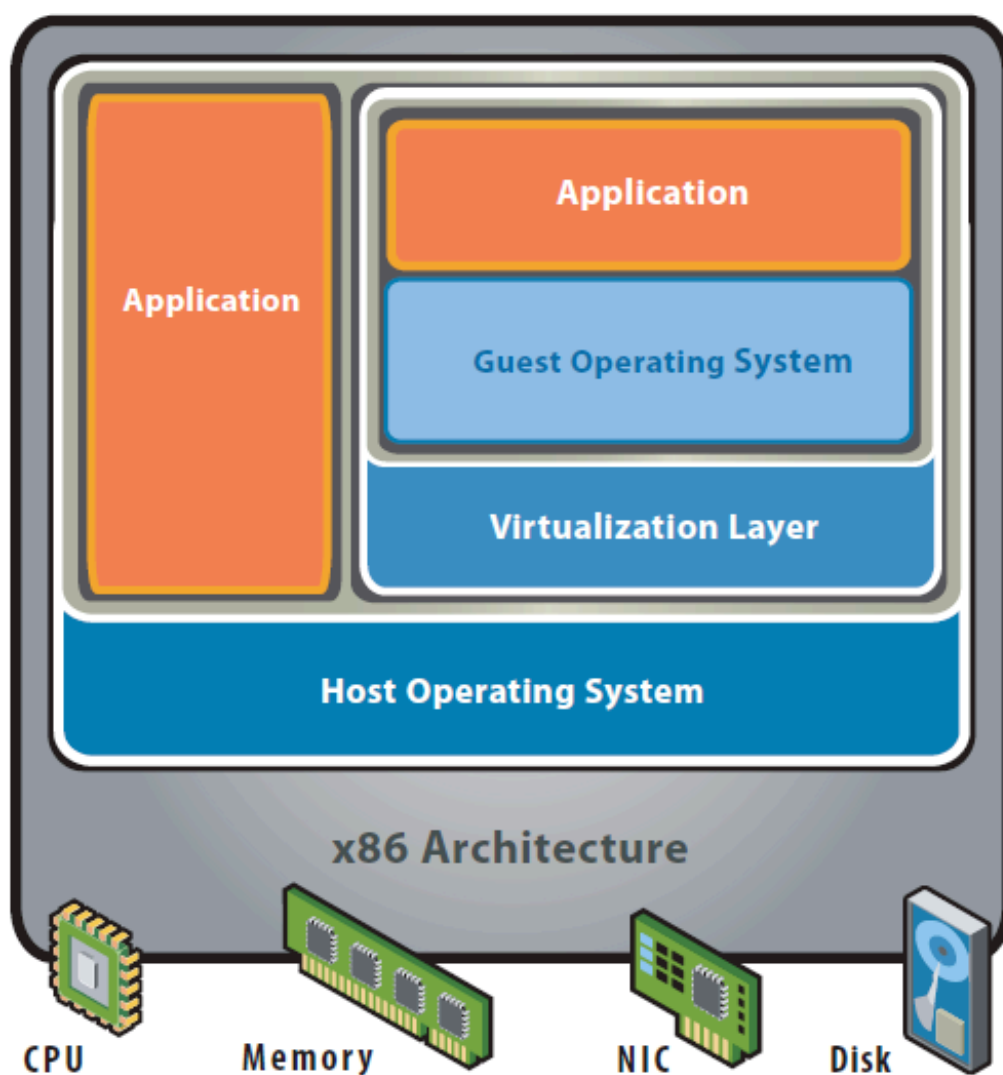 Application
Application
Guest Operating System
Virtualization Layer
Host Operating System
x86 Architecture
CPU
Memory
NIC
Disk